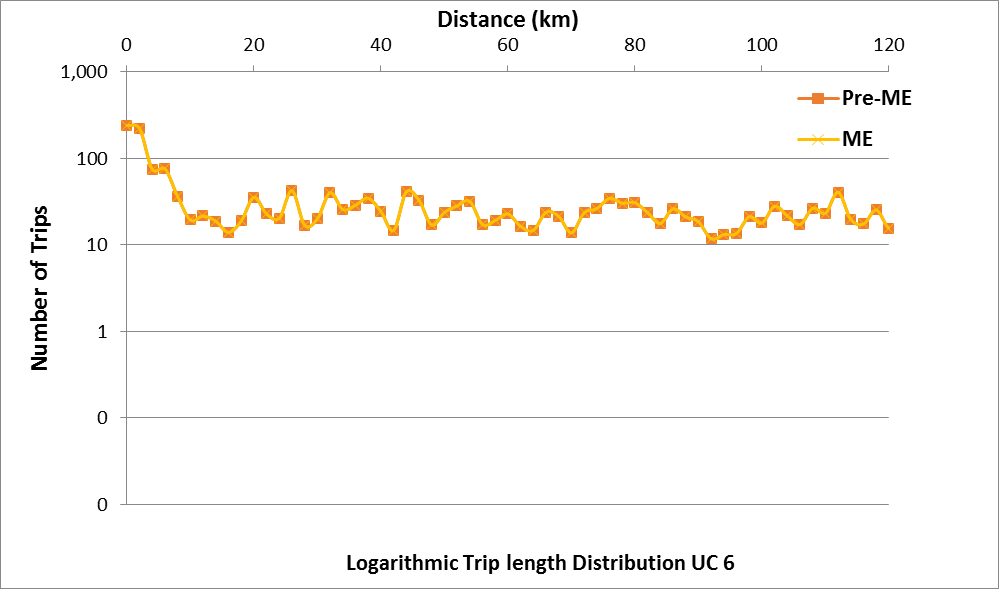 Distance (km)
0 20 40 60 80 100 120
1,000
Pre-ME
ME
100
10
1
0
0
Number of Trips
Logarithmic Trip length Distribution UC 6